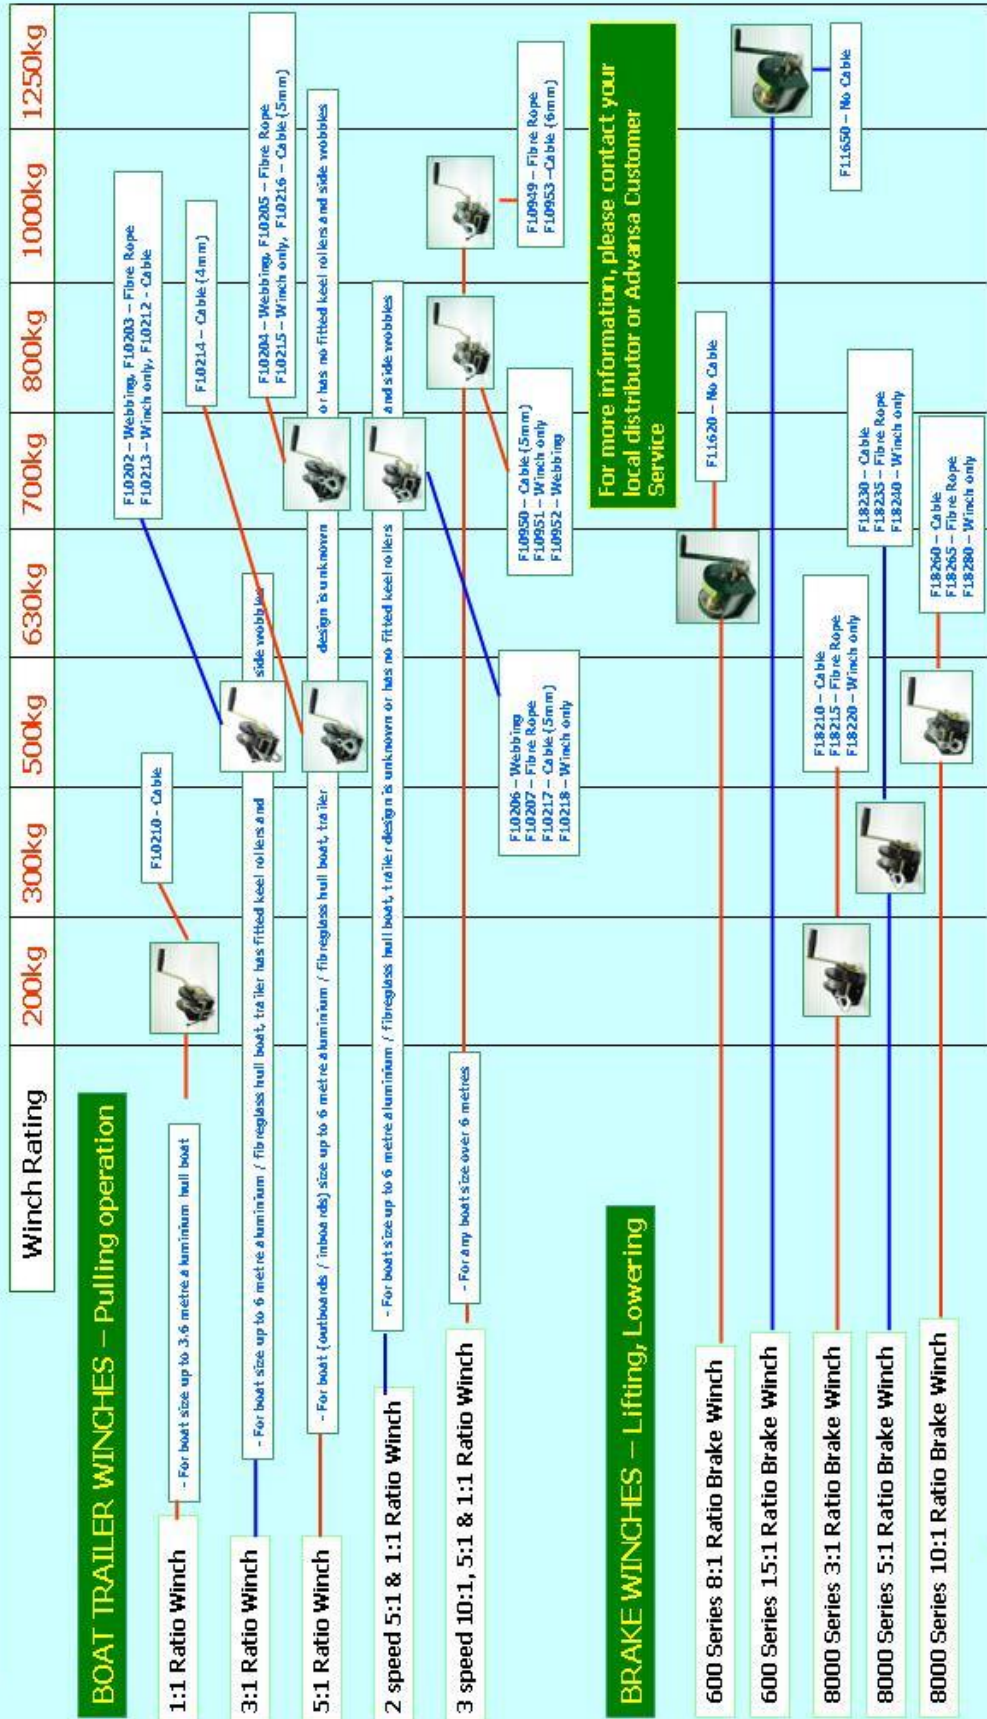 Winch Rating
200kg
300kg
500kg
630kg
700kg
800kg
1000kg
1250kg
BOAT TRAILER WINCHES – Pulling operation
1:1 Ratio Winch
- For boat size up to 3.6 metre aluminium hull boat
F10210 - Cable
3:1 Ratio Winch
- For boat size up to 6 metre aluminium / fibreglass hull boat, trailer has fitted keel rollers and
side wobbles
F10202 – Webbing, F10203 – Fibre Rope
F10213 – Winch only, F10212 - Cable
5:1 Ratio Winch
- For boat (outboards / inboards) size up to 6 metre aluminium / fibreglass hull boat, trailer
design is unknown
or has no fitted keel rollers and side wobbles
F10214 – Cable (4mm)
F10204 – Webbing, F10205 – Fibre Rope
F10215 – Winch only, F10216 – Cable (5mm)
2 speed 5:1 & 1:1 Ratio Winch
- For boat size up to 6 metre aluminium / fibreglass hull boat, trailer design is unknown or has no fitted keel rollers
and side wobbles
F10206 – Webbing
F10207 – Fibre Rope
F10217 – Cable (5mm)
F10218 – Winch only
3 speed 10:1, 5:1 & 1:1 Ratio Winch
- For any boat size over 6 metres
F10950 – Cable (5mm)
F10951 – Winch only
F10952 – Webbing
F10949 – Fibre Rope
F10953 –Cable (6mm)
For more information, please contact your
local distributor or Advansa Customer
Service
BRAKE WINCHES – Lifting, Lowering
600 Series 8:1 Ratio Brake Winch
F11620 – No Cable
600 Series 15:1 Ratio Brake Winch
F11650 – No Cable
8000 Series 3:1 Ratio Brake Winch
F18210 – Cable
F18215 – Fibre Rope
F18220 – Winch only
8000 Series 5:1 Ratio Brake Winch
F18230 – Cable
F18235 – Fibre Rope
F18240 – Winch only
8000 Series 10:1 Ratio Brake Winch
F18260 – Cable
F18265 – Fibre Rope
F18280 – Winch only